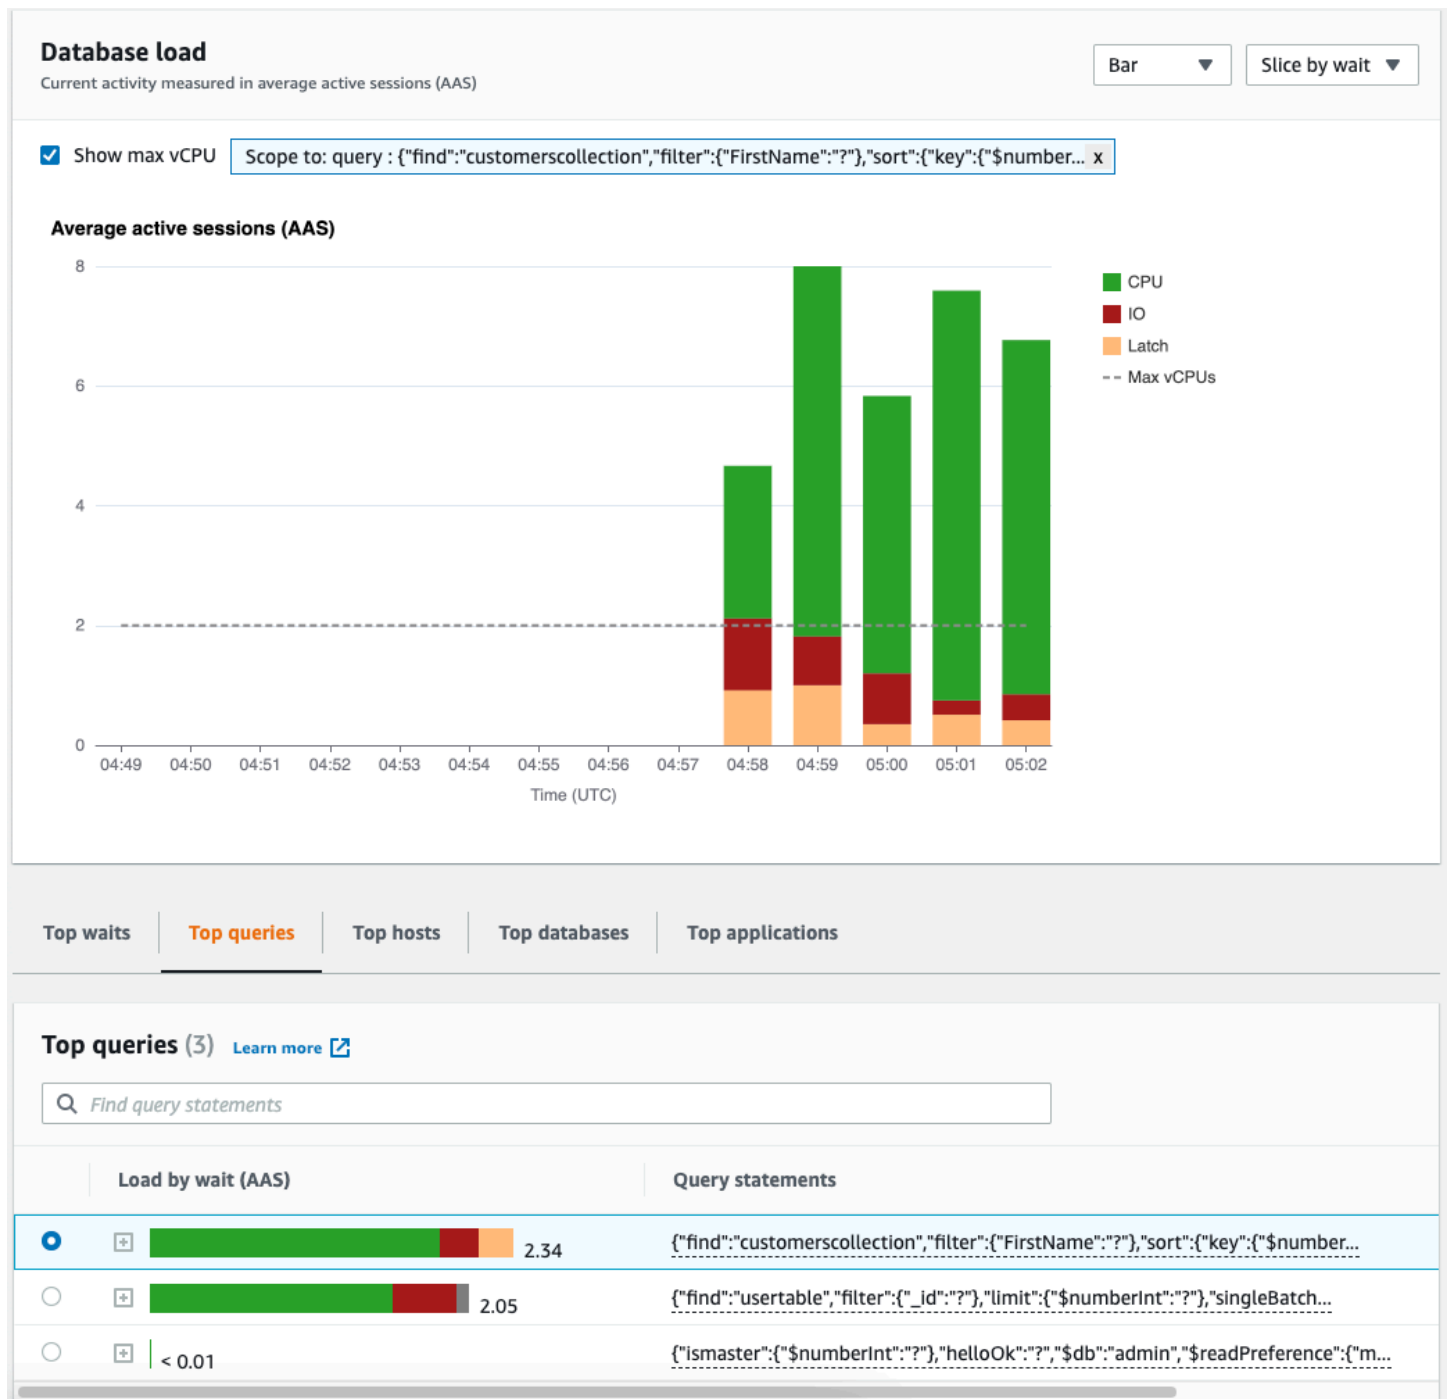 Database load
Current activity measured in average active sessions (AAS)
Bar
Slice by wait
Show max vCPU
Scope to: query : {"find":"customerscollection","filter":{"FirstName":"?"},"sort":{"key":{"$number... x
Average active sessions (AAS)
8
6
4
2
0
CPU
IO
Latch
Max vCPUs
04:49 04:50 04:51 04:52 04:53 04:54 04:55 04:56 04:57 04:58 04:59 05:00 05:01 05:02
Time (UTC)
Top waits
Top queries
Top hosts
Top databases
Top applications
Top queries (3) Learn more
Find query statements
Load by wait (AAS) Query statements
2.34 {"find":"customerscollection","filter":{"FirstName":"?"},"sort":{"key":{"$number...
2.05 {"find":"usertable","filter":{"_id":"?"},"limit":{"$numberInt":"?"},"singleBatch...
< 0.01 {"ismaster":{"$numberInt":"?"},"helloOk":"?","$db":"admin","$readPreference":{"m...